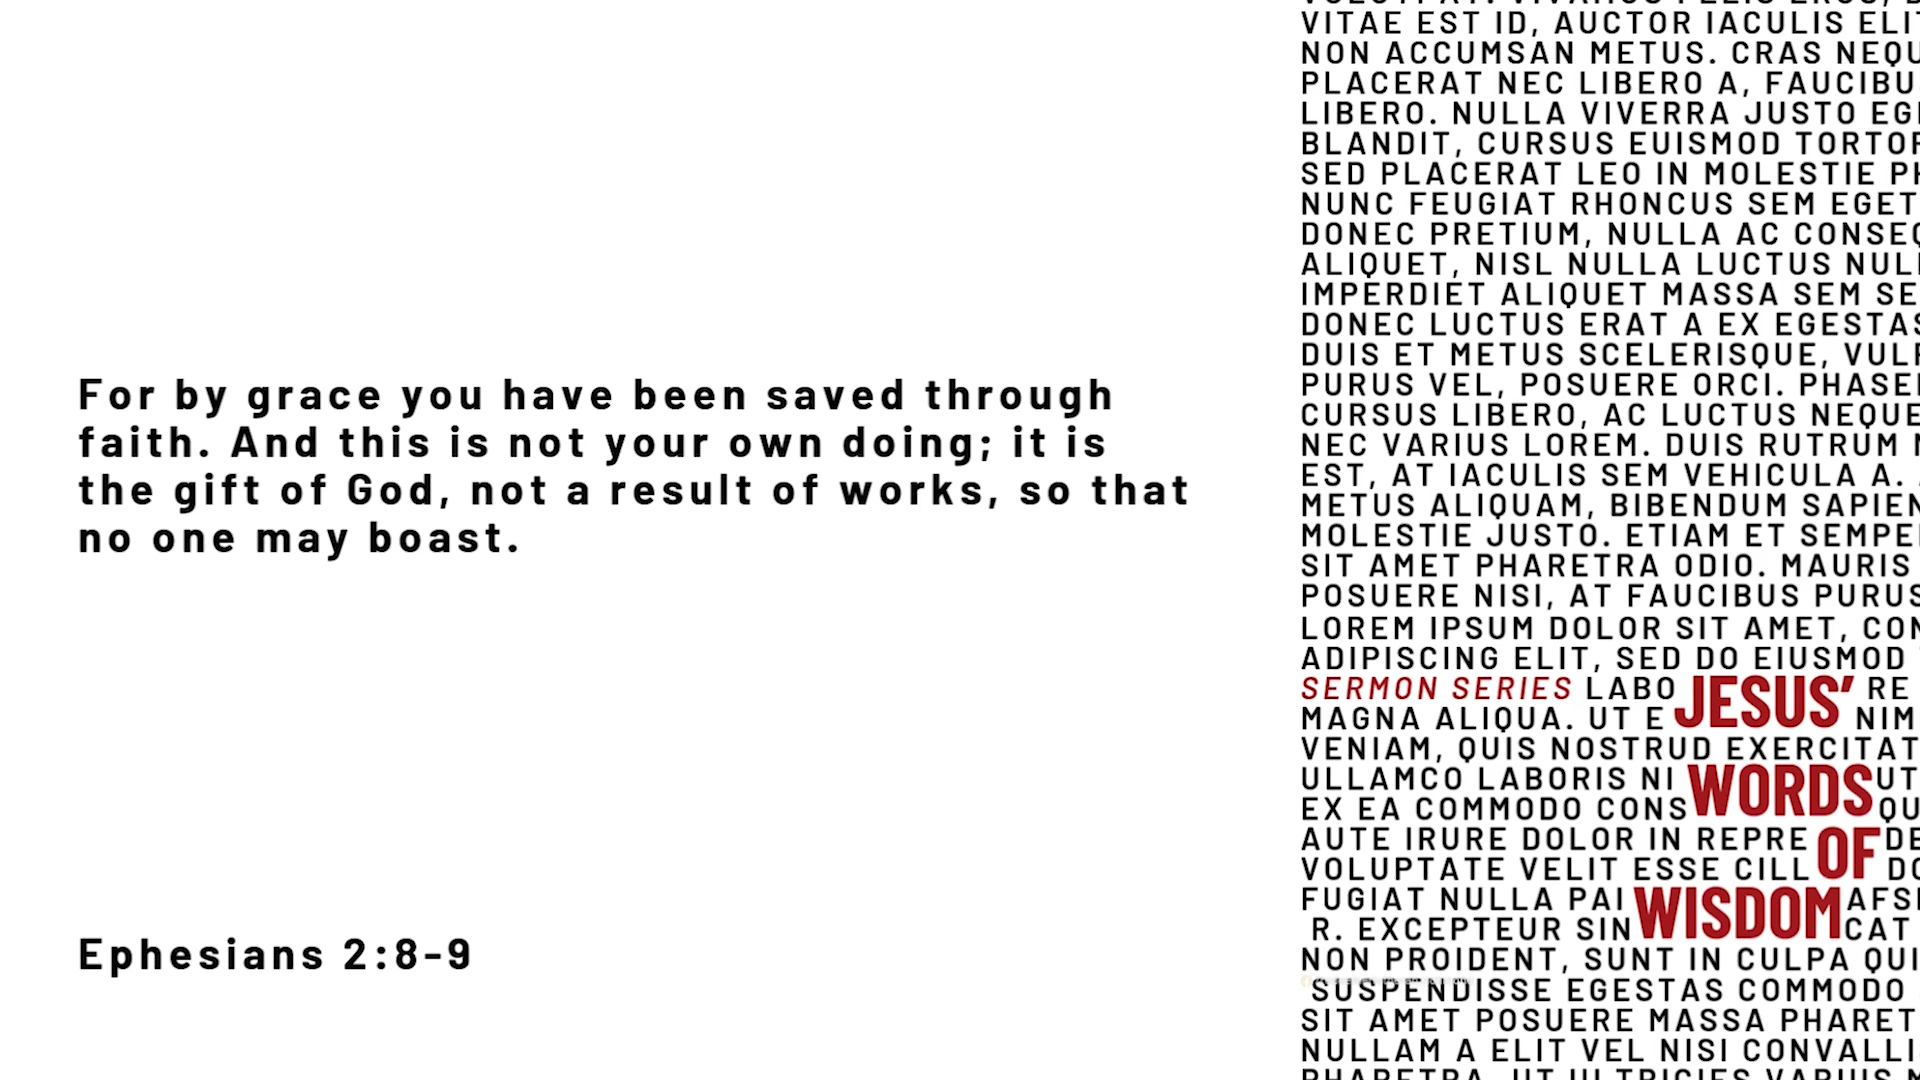 For by grace you have been saved through
faith. And this is not your own doing; it is
the gift of God, not a result of works, so that
no one may boast.
Ephesians 2:8-9
VITAE EST ID, AUCTOR IACULIS ELIT
NON ACCUMSAN METUS. CRAS NEQU
PLACERAT NEC LIBERO A, FAUCIBU
LIBERO. NULLA VIVERRA JUSTO EG
BLANDIT, CURSUS EUISMOD TORTOR
SED PLACERAT LEO IN MOLESTIE PH
NUNC FEUGIAT RHONCUS SEM EGET
DONEC PRETIUM, NULLA AC CONSEQ
ALIQUET, NISL NULLA LUCTUS NUL
IMPERDIET ALIQUET MASSA SEM SE
DONEC LUCTUS ERAT A EX EGESTAS
DUIS ET METUS SCELERISQUE, VULP
PURUS VEL, POSUERE ORCI. PHASE
CURSUS LIBERO, AC LUCTUS NEQUE
NEC VARIUS LOREM. DUIS RUTRUM
EST, AT IACULIS SEM VEHICULA A.
METUS ALIQUAM, BIBENDUM SAPIEN
MOLESTIE JUSTO. ETIAM ET SEMPE
SIT AMET PHARETRA ODIO. MAURIS
POSUERE NISI, AT FAUCIBUS PURUS
LOREM IPSUM DOLOR SIT AMET, CON
ADIPISCING ELIT, SED DO EIUSMOD
SERMON SERIES LABO JESUS’ RE
MAGNA ALIQUA. UT E NIM
VENIAM, QUIS NOSTRUD EXERCITAT
ULLAMCO LABORIS NI WORDS UT
EX EA COMMODO CONS QU
AUTE IRURE DOLOR IN REPRE OF DE
VOLUPTATE VELIT ESSE CILL DO
FUGIAT NULLA PAI WISDOM AFS
R. EXCEPTEUR SIN CAT
NON PROIDENT, SUNT IN CULPA QUI
SUSPENDISSE EGESTAS COMMODO
SIT AMET POSUERE MASSA PHARET
NULLAM A ELIT VEL NISI CONVALLI